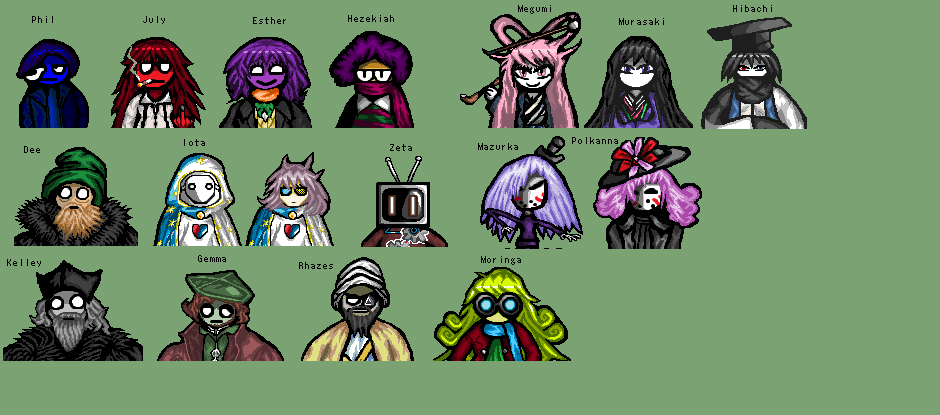 Phil
July
Esther
Hezekiah
Megumi
Murasaki
Hibachi
Dee
Iota
Zeta
Mazurka
Polkanna
Kelley
Gemma
Rhazes
Moringa